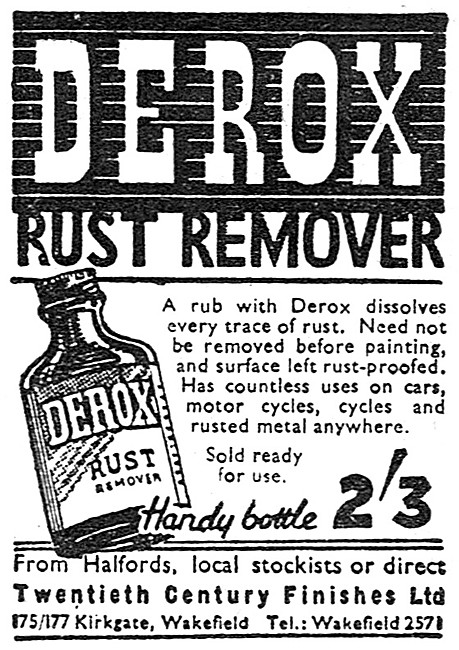 DEROX
RUST REMOVER
A rub with Derox dissolves
every trace of rust. Need not
be removed before painting,
and surface left rust-proofed.
Has countless uses on cars,
motor cycles, cycles and
rusted metal anywhere.
DEROX
RUST
REMOVER
Sold ready
for use.
Handy bottle 2/3
From Halfords, local stockists or direct
Twentieth Century Finishes Ltd
175/177 Kirkgate, Wakefield Tel.: Wakefield 2571